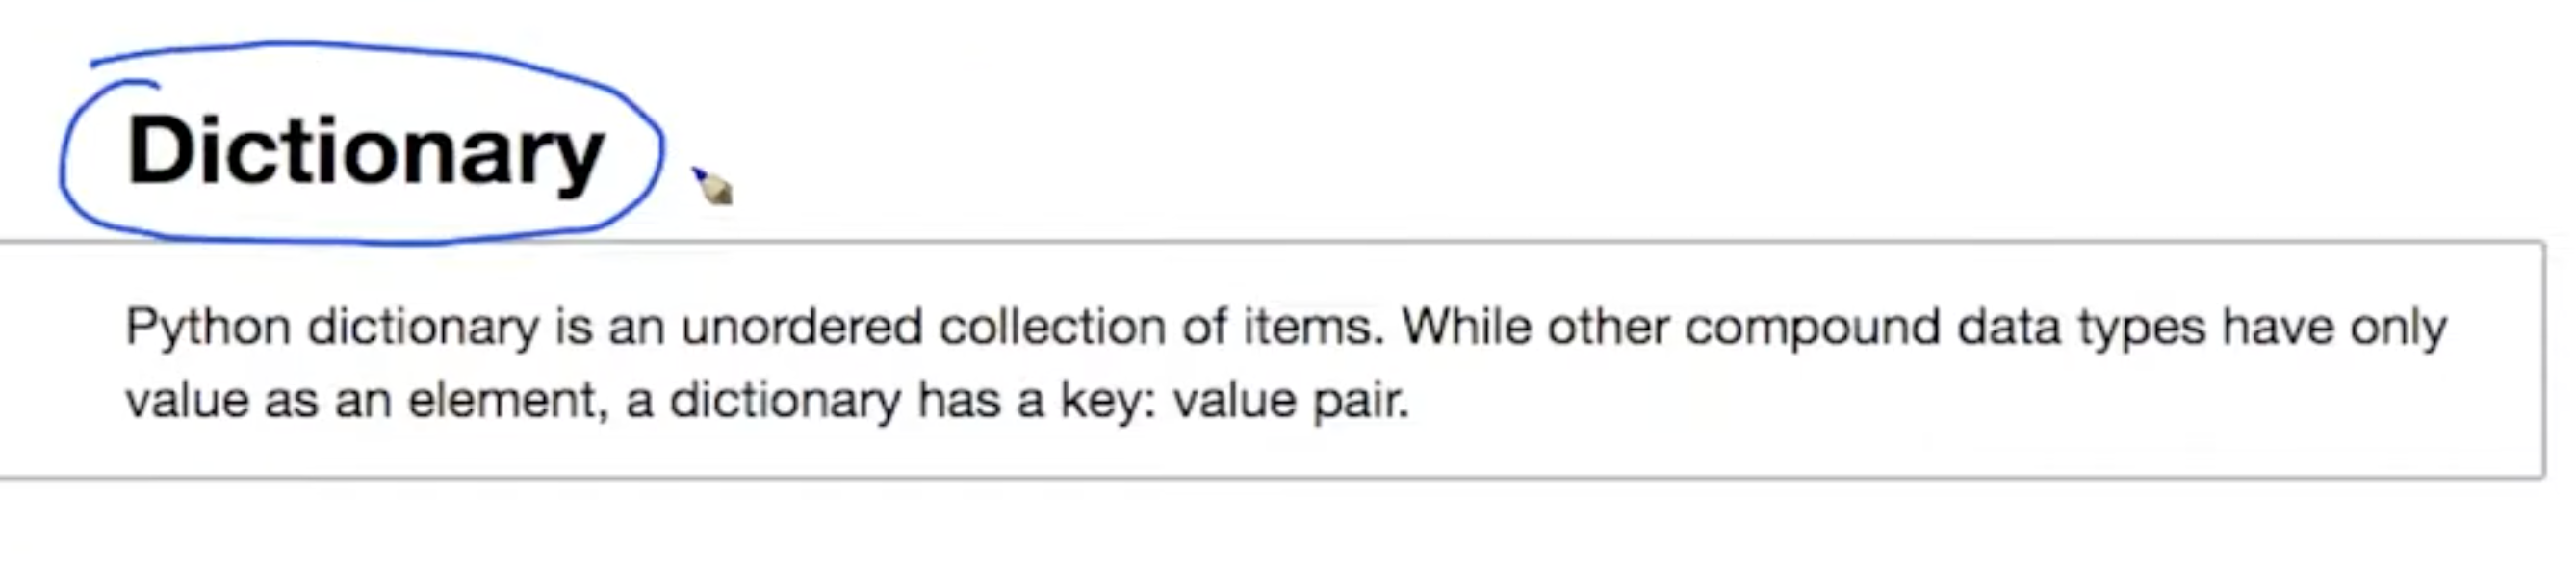 Dictionary
Python dictionary is an unordered collection of items. While other compound data types have only
value as an element, a dictionary has a key: value pair.